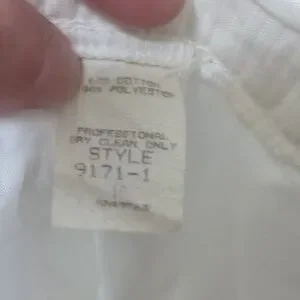 COTTON
POLYESTER
PROFESSIONAL
DRY CLEAN ONLY
STYLE
9171-1